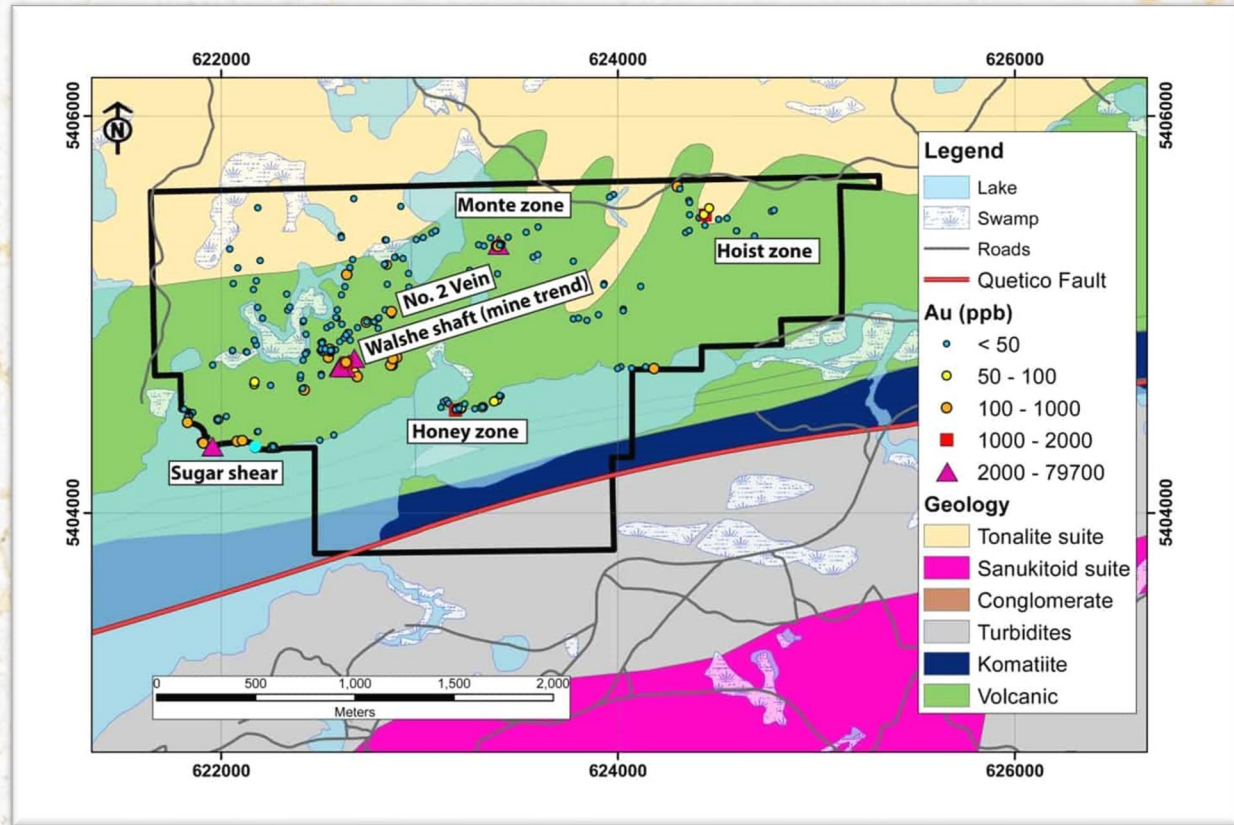 622000
624000
626000
5406000
5406000
N
Legend
Lake
Swamp
Roads
Quetico Fault
Au (ppb)
< 50
50 - 100
100 - 1000
1000 - 2000
2000 - 79700
Geology
Tonalite suite
Sanukitoid suite
Conglomerate
Turbidites
Komatiite
Volcanic
Monte zone
Hoist zone
No. 2 Vein
Walshe shaft (mine trend)
Honey zone
Sugar shear
5404000
5404000
0 500 1,000 1,500 2,000
Meters
622000
624000
626000